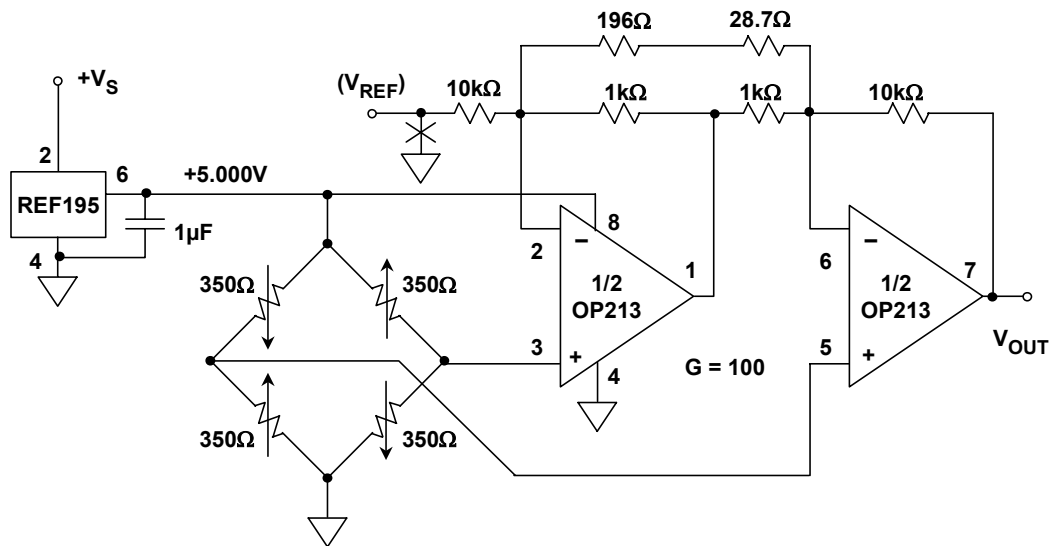 196Ω 28.7Ω
+V_S
(V_REF) 10kΩ 1kΩ 1kΩ 10kΩ
2
6 +5.000V
REF195
8
1µF
2 −
4
1
6 −
7
350Ω 350Ω
1/2
OP213
1/2
OP213
V_OUT
3 +
4
G = 100
5 +
350Ω 350Ω